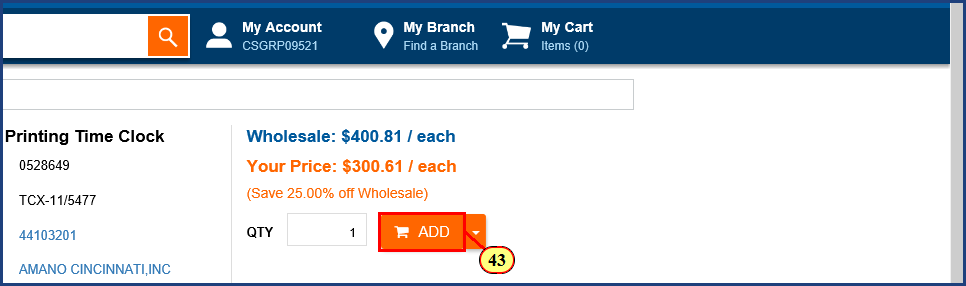 My Account
CSGRP09521
My Branch
Find a Branch
My Cart
Items (0)
Printing Time Clock
0528649
TCX-11/5477
44103201
AMANO CINCINNATI,INC
Wholesale: $400.81 / each
Your Price: $300.61 / each
(Save 25.00% off Wholesale)
QTY 1 ADD
43